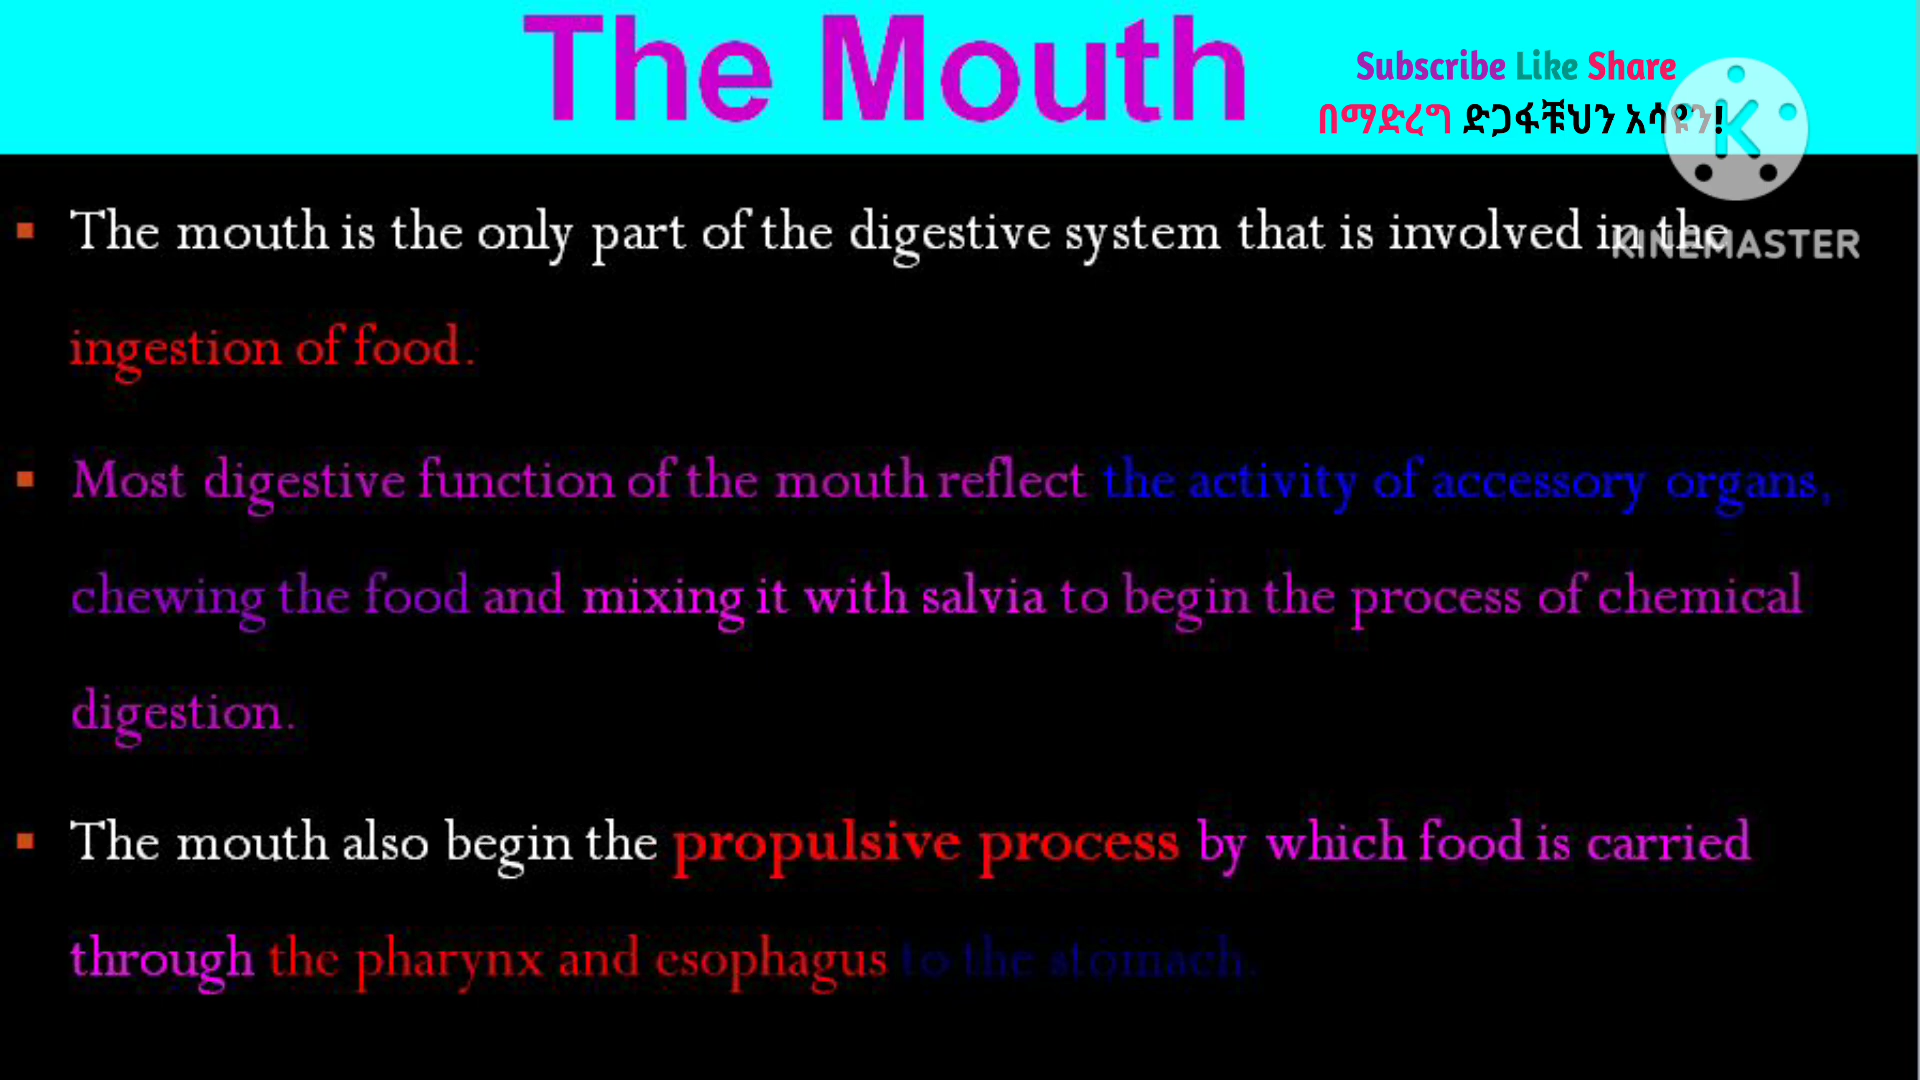 The Mouth
Subscribe Like Share
በማድረግ ድጋፋቹህን አሳዩን!
KINEMASTER
▪ The mouth is the only part of the digestive system that is involved in the
ingestion of food.
▪ Most digestive function of the mouth reflect the activity of accessory organs,
chewing the food and mixing it with salvia to begin the process of chemical
digestion.
▪ The mouth also begin the propulsive process by which food is carried
through the pharynx and esophagus to the stomach.